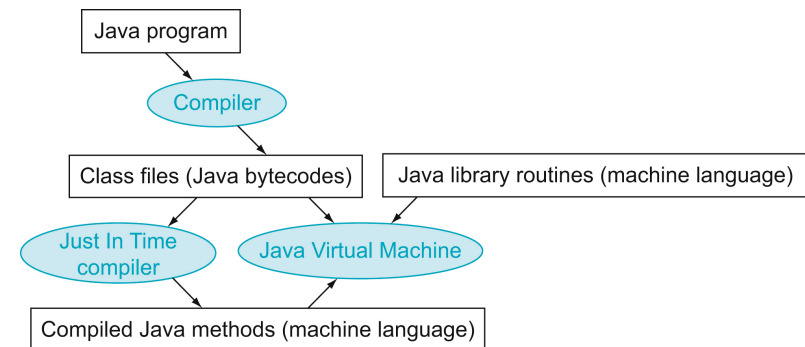 Java program
Compiler
Class files (Java bytecodes)
Java library routines (machine language)
Just In Time
compiler
Java Virtual Machine
Compiled Java methods (machine language)